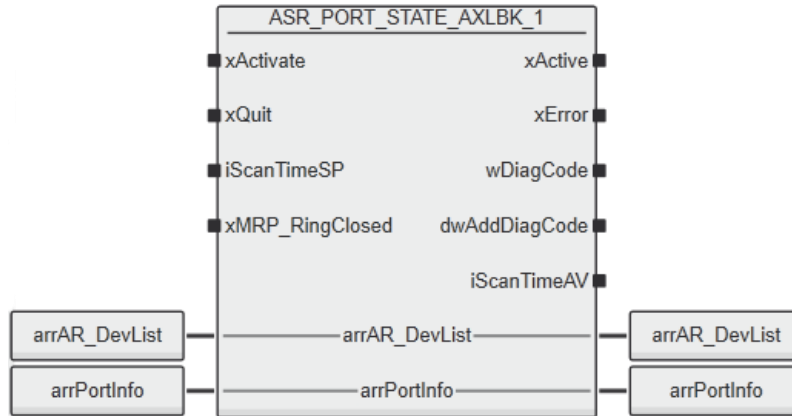 ASR_PORT_STATE_AXLBK_1
xActivate xActive
xQuit xError
iScanTimeSP wDiagCode
xMRP_RingClosed dwAddDiagCode
iScanTimeAV
arrAR_DevList arrAR_DevList arrAR_DevList
arrPortInfo arrPortInfo arrPortInfo